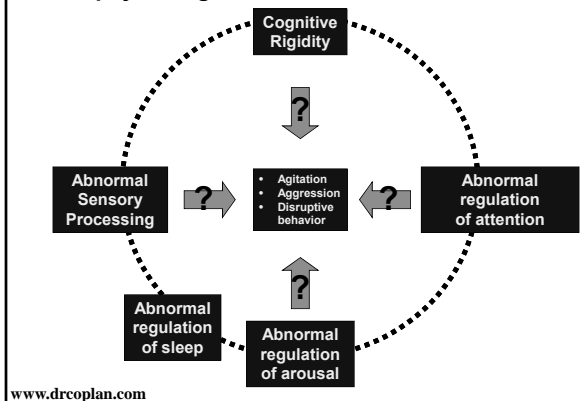 Cognitive
Rigidity
?
Abnormal
Sensory
Processing
?
• Agitation
• Aggression
• Disruptive
behavior
?
Abnormal
regulation
of attention
?
Abnormal
regulation
of sleep
Abnormal
regulation
of arousal
www.drcoplan.com